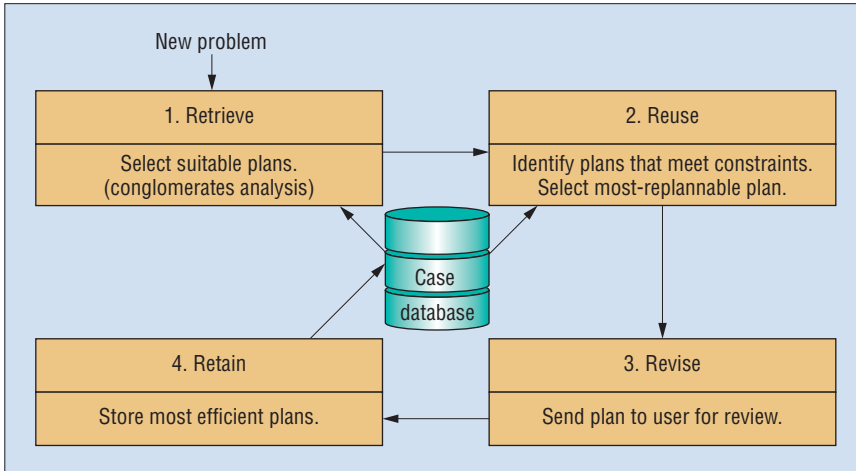 New problem
1. Retrieve
Select suitable plans.
(conglomerates analysis)
2. Reuse
Identify plans that meet constraints.
Select most-replannable plan.
Case
database
4. Retain
Store most efficient plans.
3. Revise
Send plan to user for review.